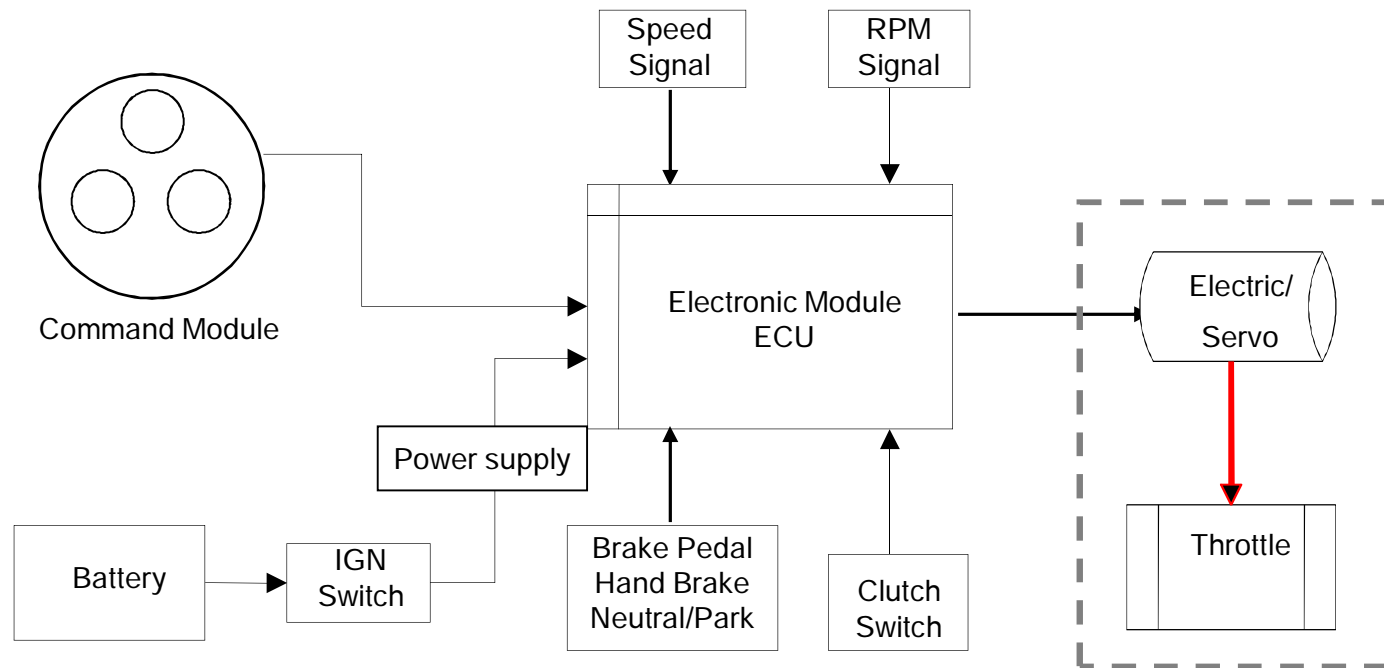 Speed
Signal
RPM
Signal
Command Module
Electronic Module
ECU
Electric/
Servo
Power supply
Battery
IGN
Switch
Brake Pedal
Hand Brake
Neutral/Park
Clutch
Switch
Throttle